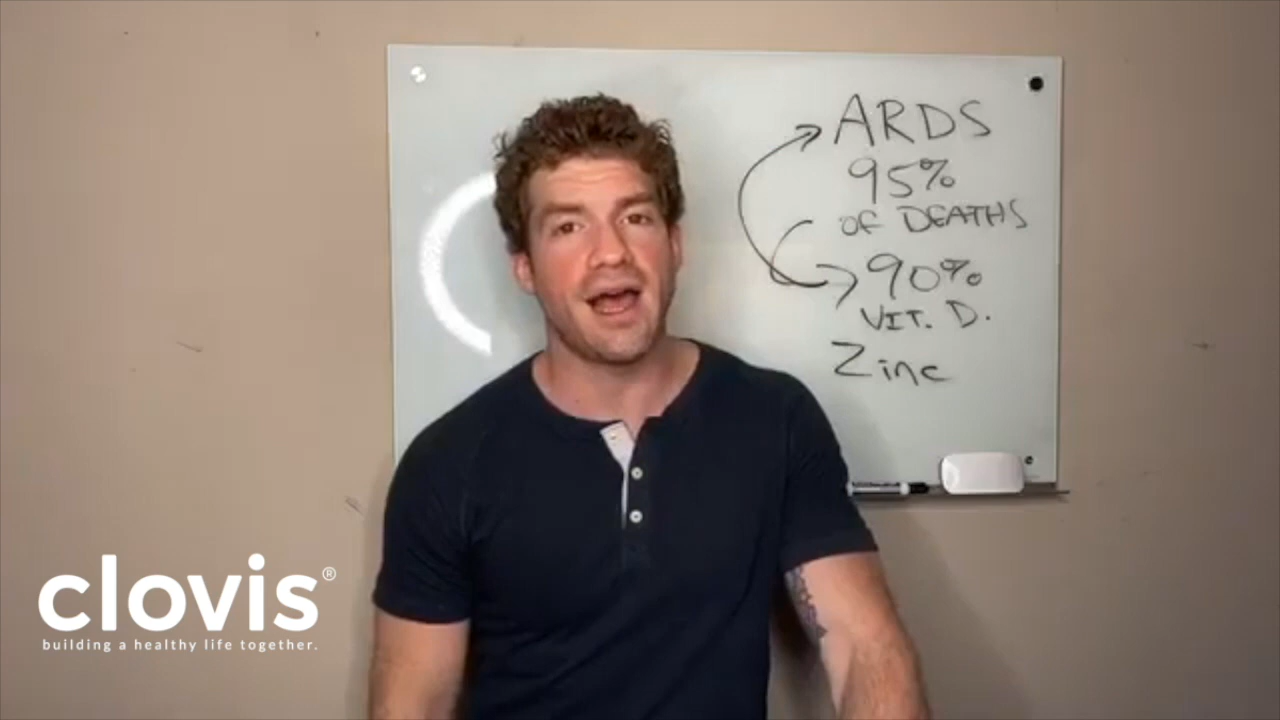 ARDS
95%
OF DEATHS
90%
VIT. D.
Zinc
clovis®
building a healthy life together.